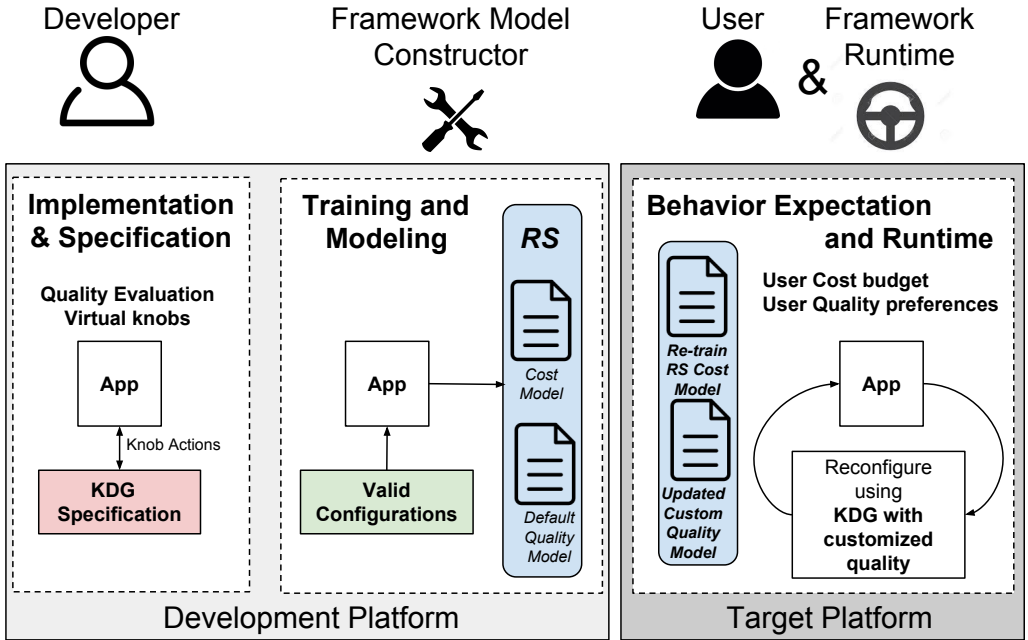 Developer
Framework Model
Constructor
User
&
Framework
Runtime
Implementation
& Specification
Quality Evaluation
Virtual knobs
App
Knob Actions
KDG
Specification
Training and
Modeling
App
Valid
Configurations
RS
Cost
Model
Default
Quality Model
Development Platform
Behavior Expectation
and Runtime
Re-train
RS Cost
Model
Updated
Custom
Quality
Model
User Cost budget
User Quality preferences
App
Reconfigure
using
KDG with
customized
quality
Target Platform